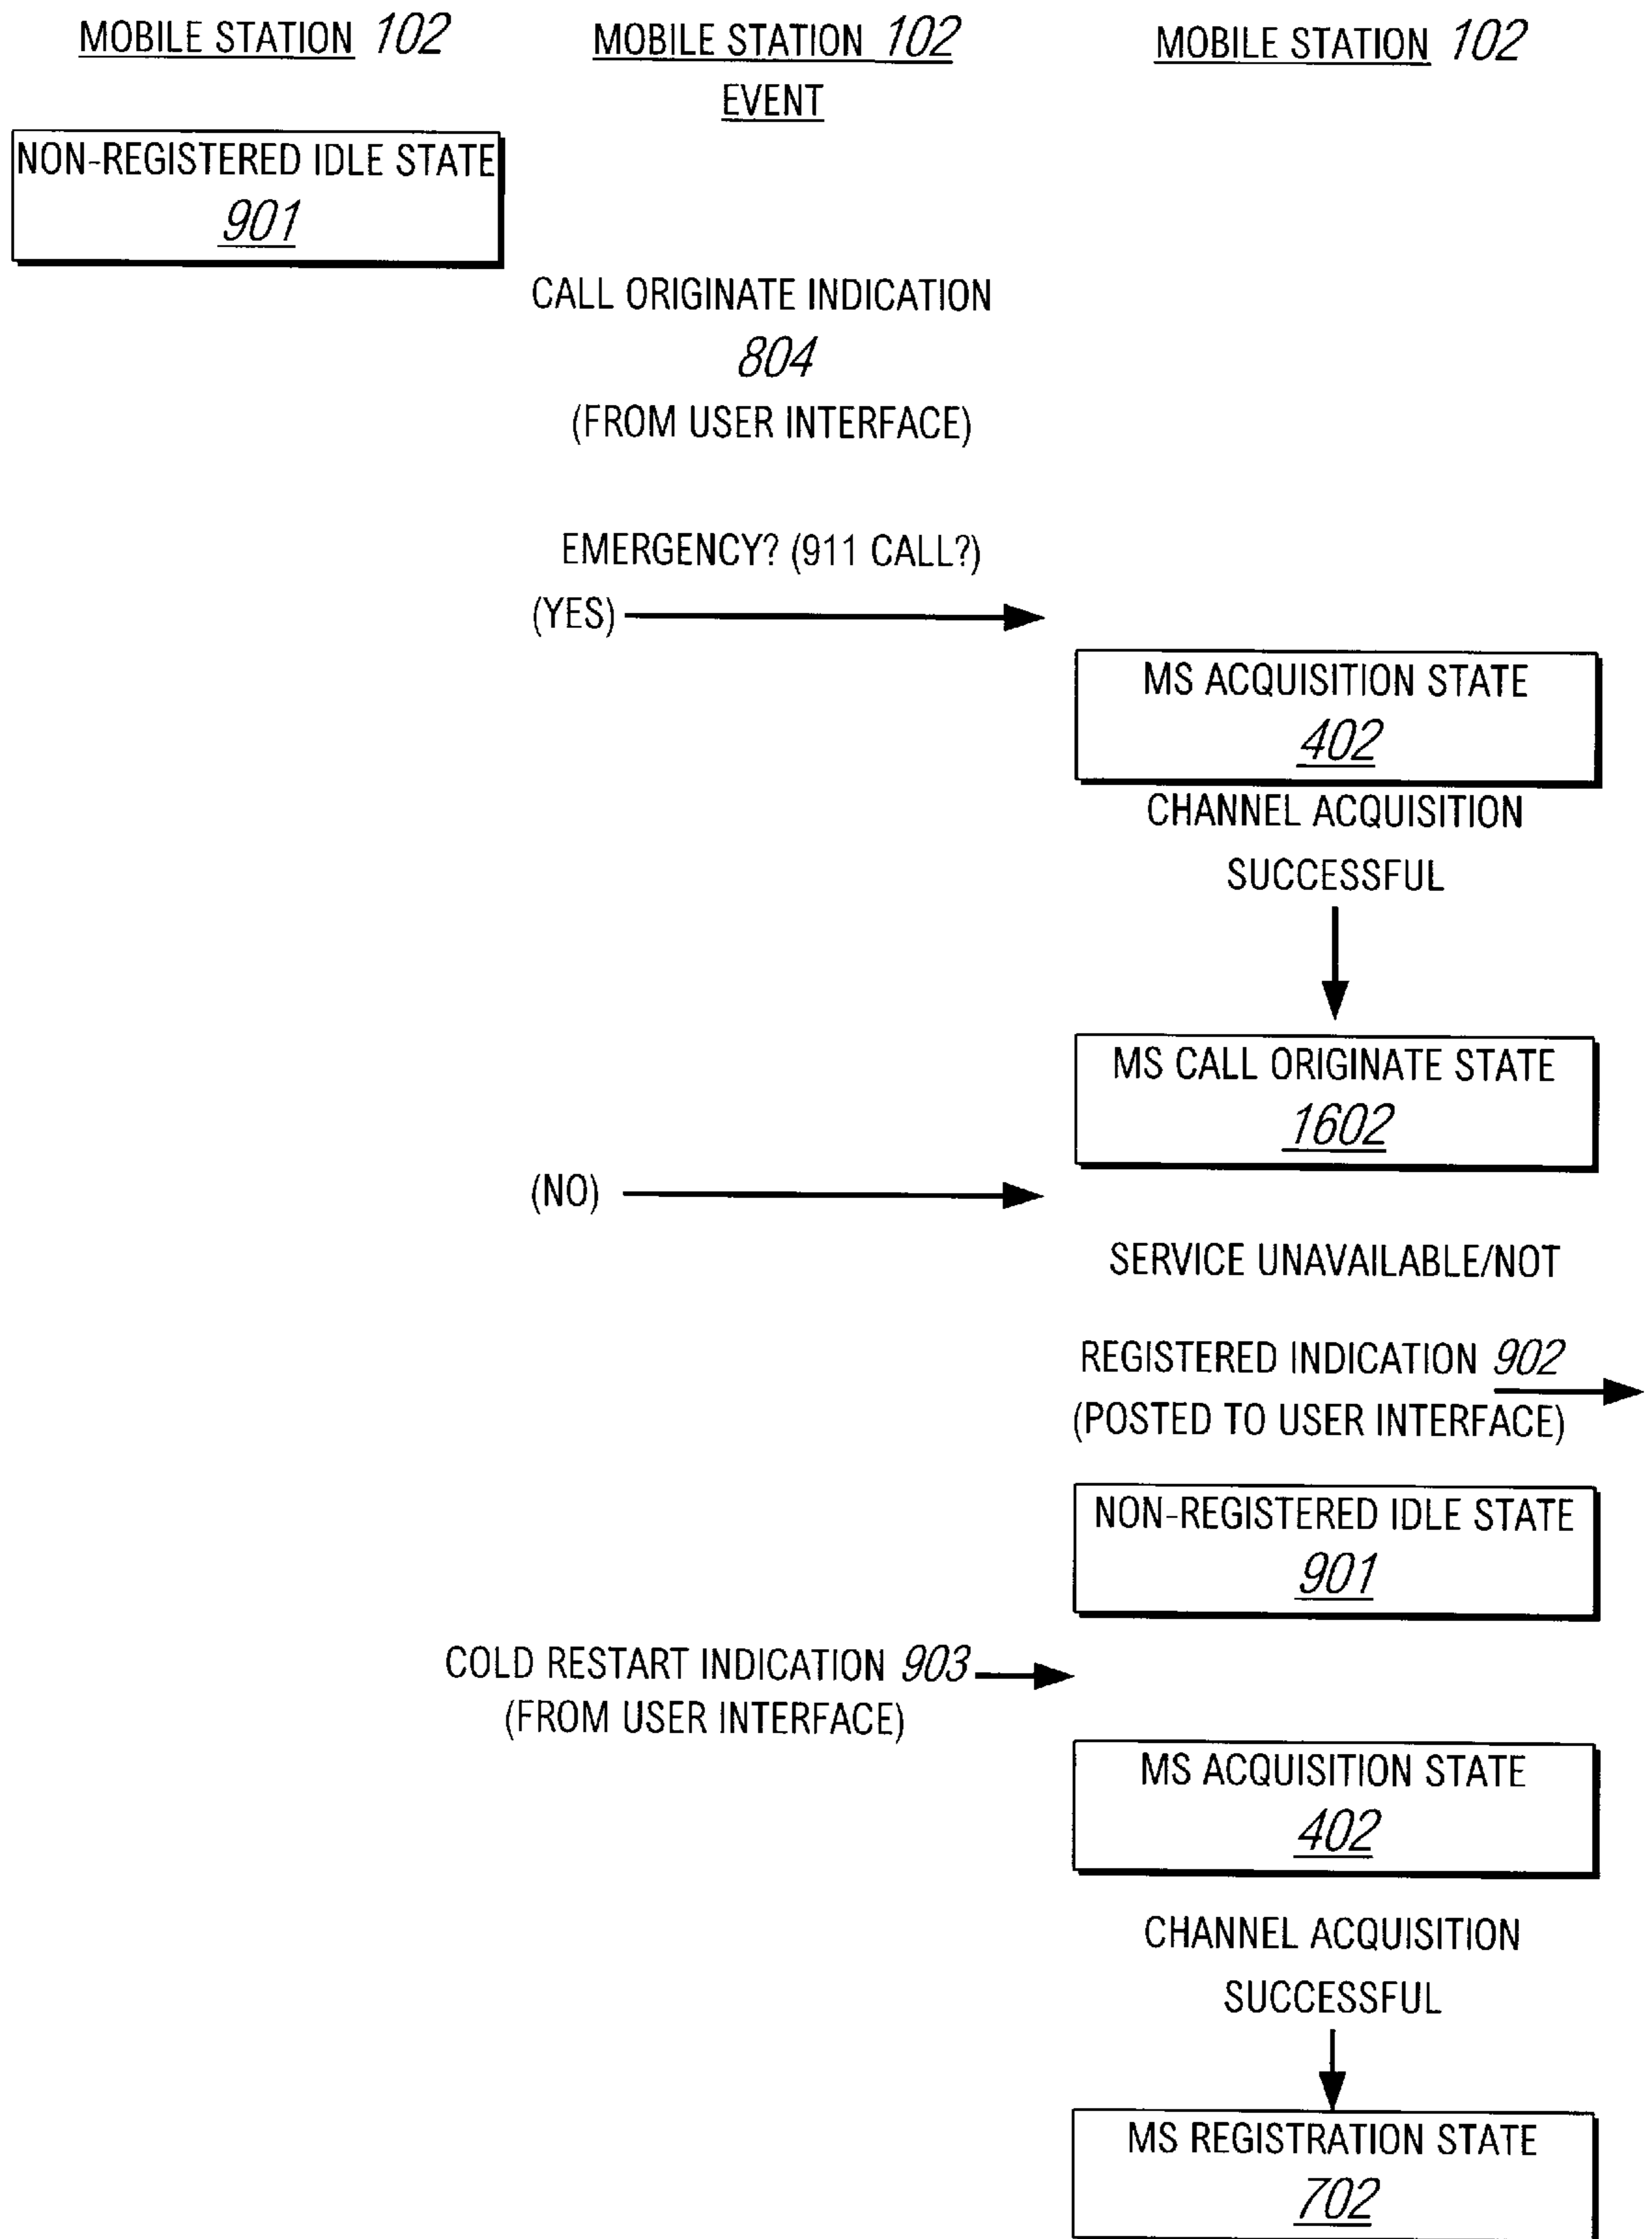 MOBILE STATION 102
MOBILE STATION 102
EVENT
MOBILE STATION 102
NON-REGISTERED IDLE STATE
901
CALL ORIGINATE INDICATION
804
(FROM USER INTERFACE)
EMERGENCY? (911 CALL?)
(YES)
MS ACQUISITION STATE
402
CHANNEL ACQUISITION
SUCCESSFUL
MS CALL ORIGINATE STATE
1602
(NO)
SERVICE UNAVAILABLE/NOT
REGISTERED INDICATION 902
(POSTED TO USER INTERFACE)
NON-REGISTERED IDLE STATE
901
COLD RESTART INDICATION 903
(FROM USER INTERFACE)
MS ACQUISITION STATE
402
CHANNEL ACQUISITION
SUCCESSFUL
MS REGISTRATION STATE
702